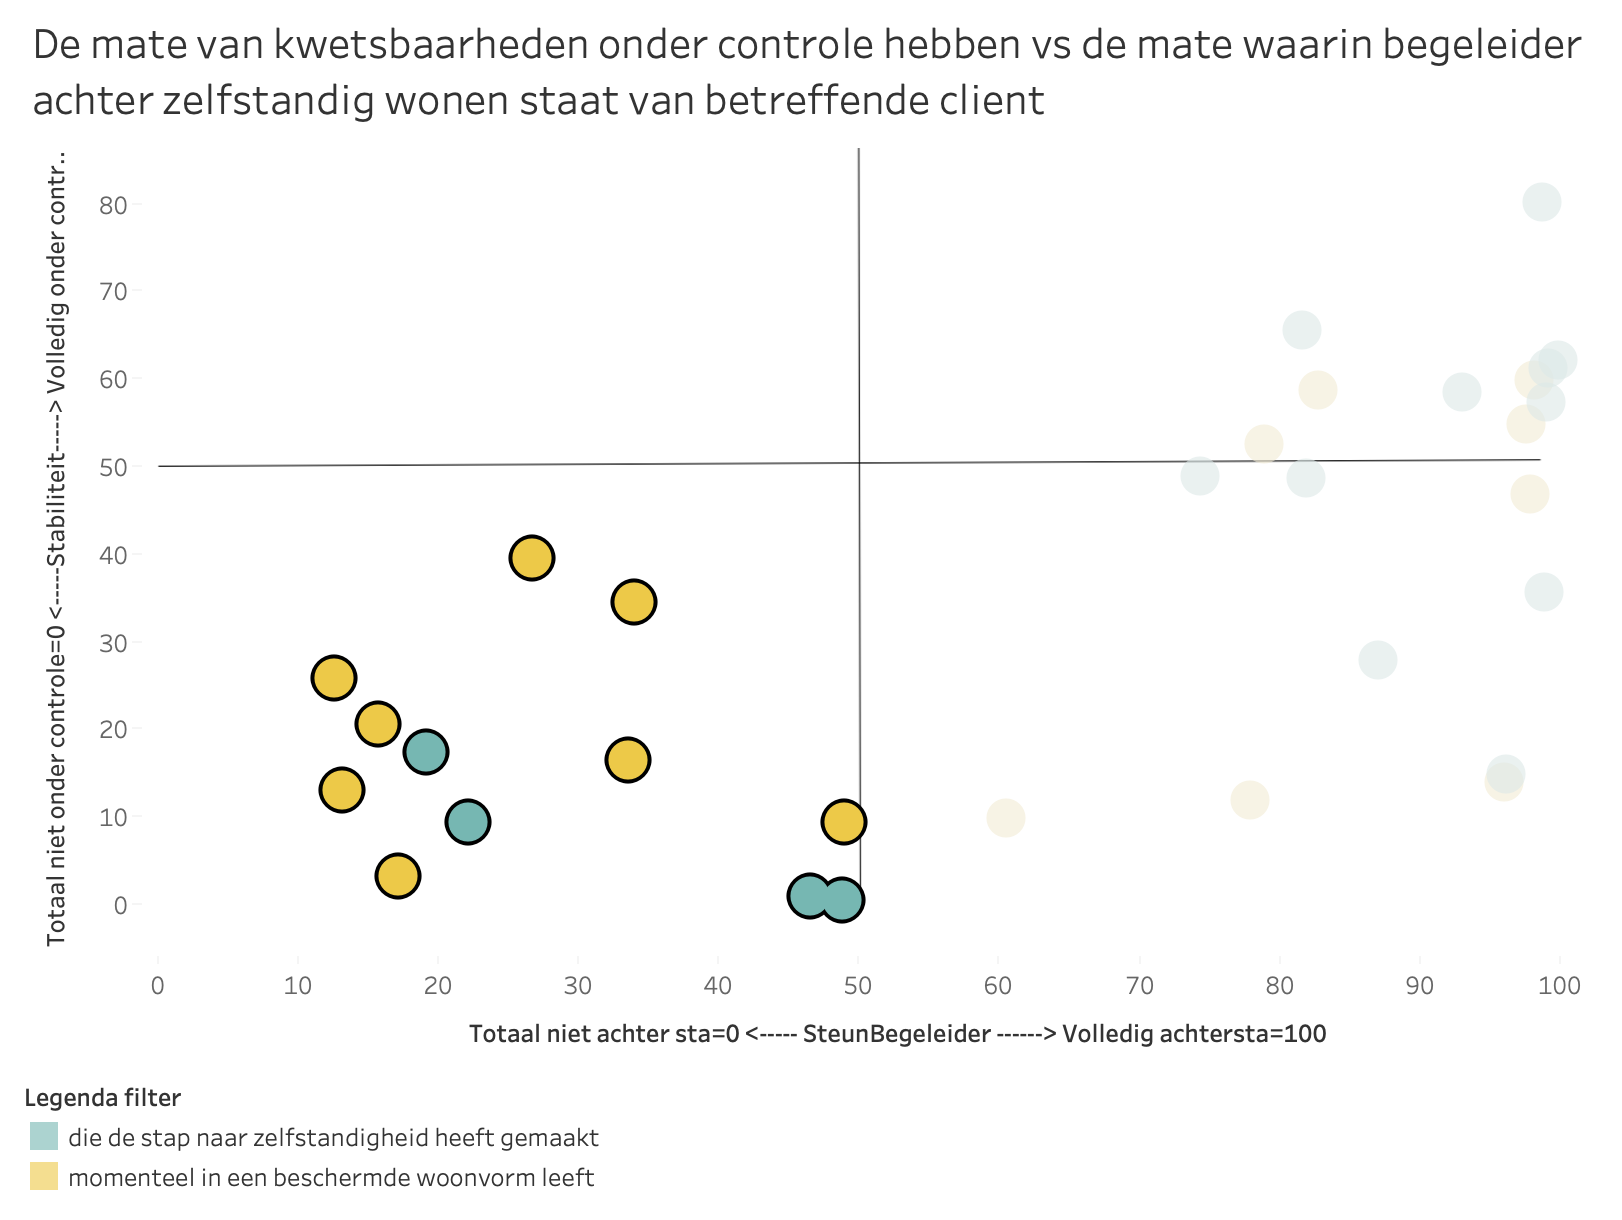 De mate van kwetsbaarheden onder controle hebben vs de mate waarin begeleider
achter zelfstandig wonen staat van betreffende client
Totaal niet onder controle=0 <-----Stabiliteit-----> Volledig onder contr..
80
70
60
50
40
30
20
10
0
0 10 20 30 40 50 60 70 80 90 100
Totaal niet achter sta=0 <----- SteunBegeleider ------> Volledig achtersta=100
Legenda filter
die de stap naar zelfstandigheid heeft gemaakt
momenteel in een beschermde woonvorm leeft